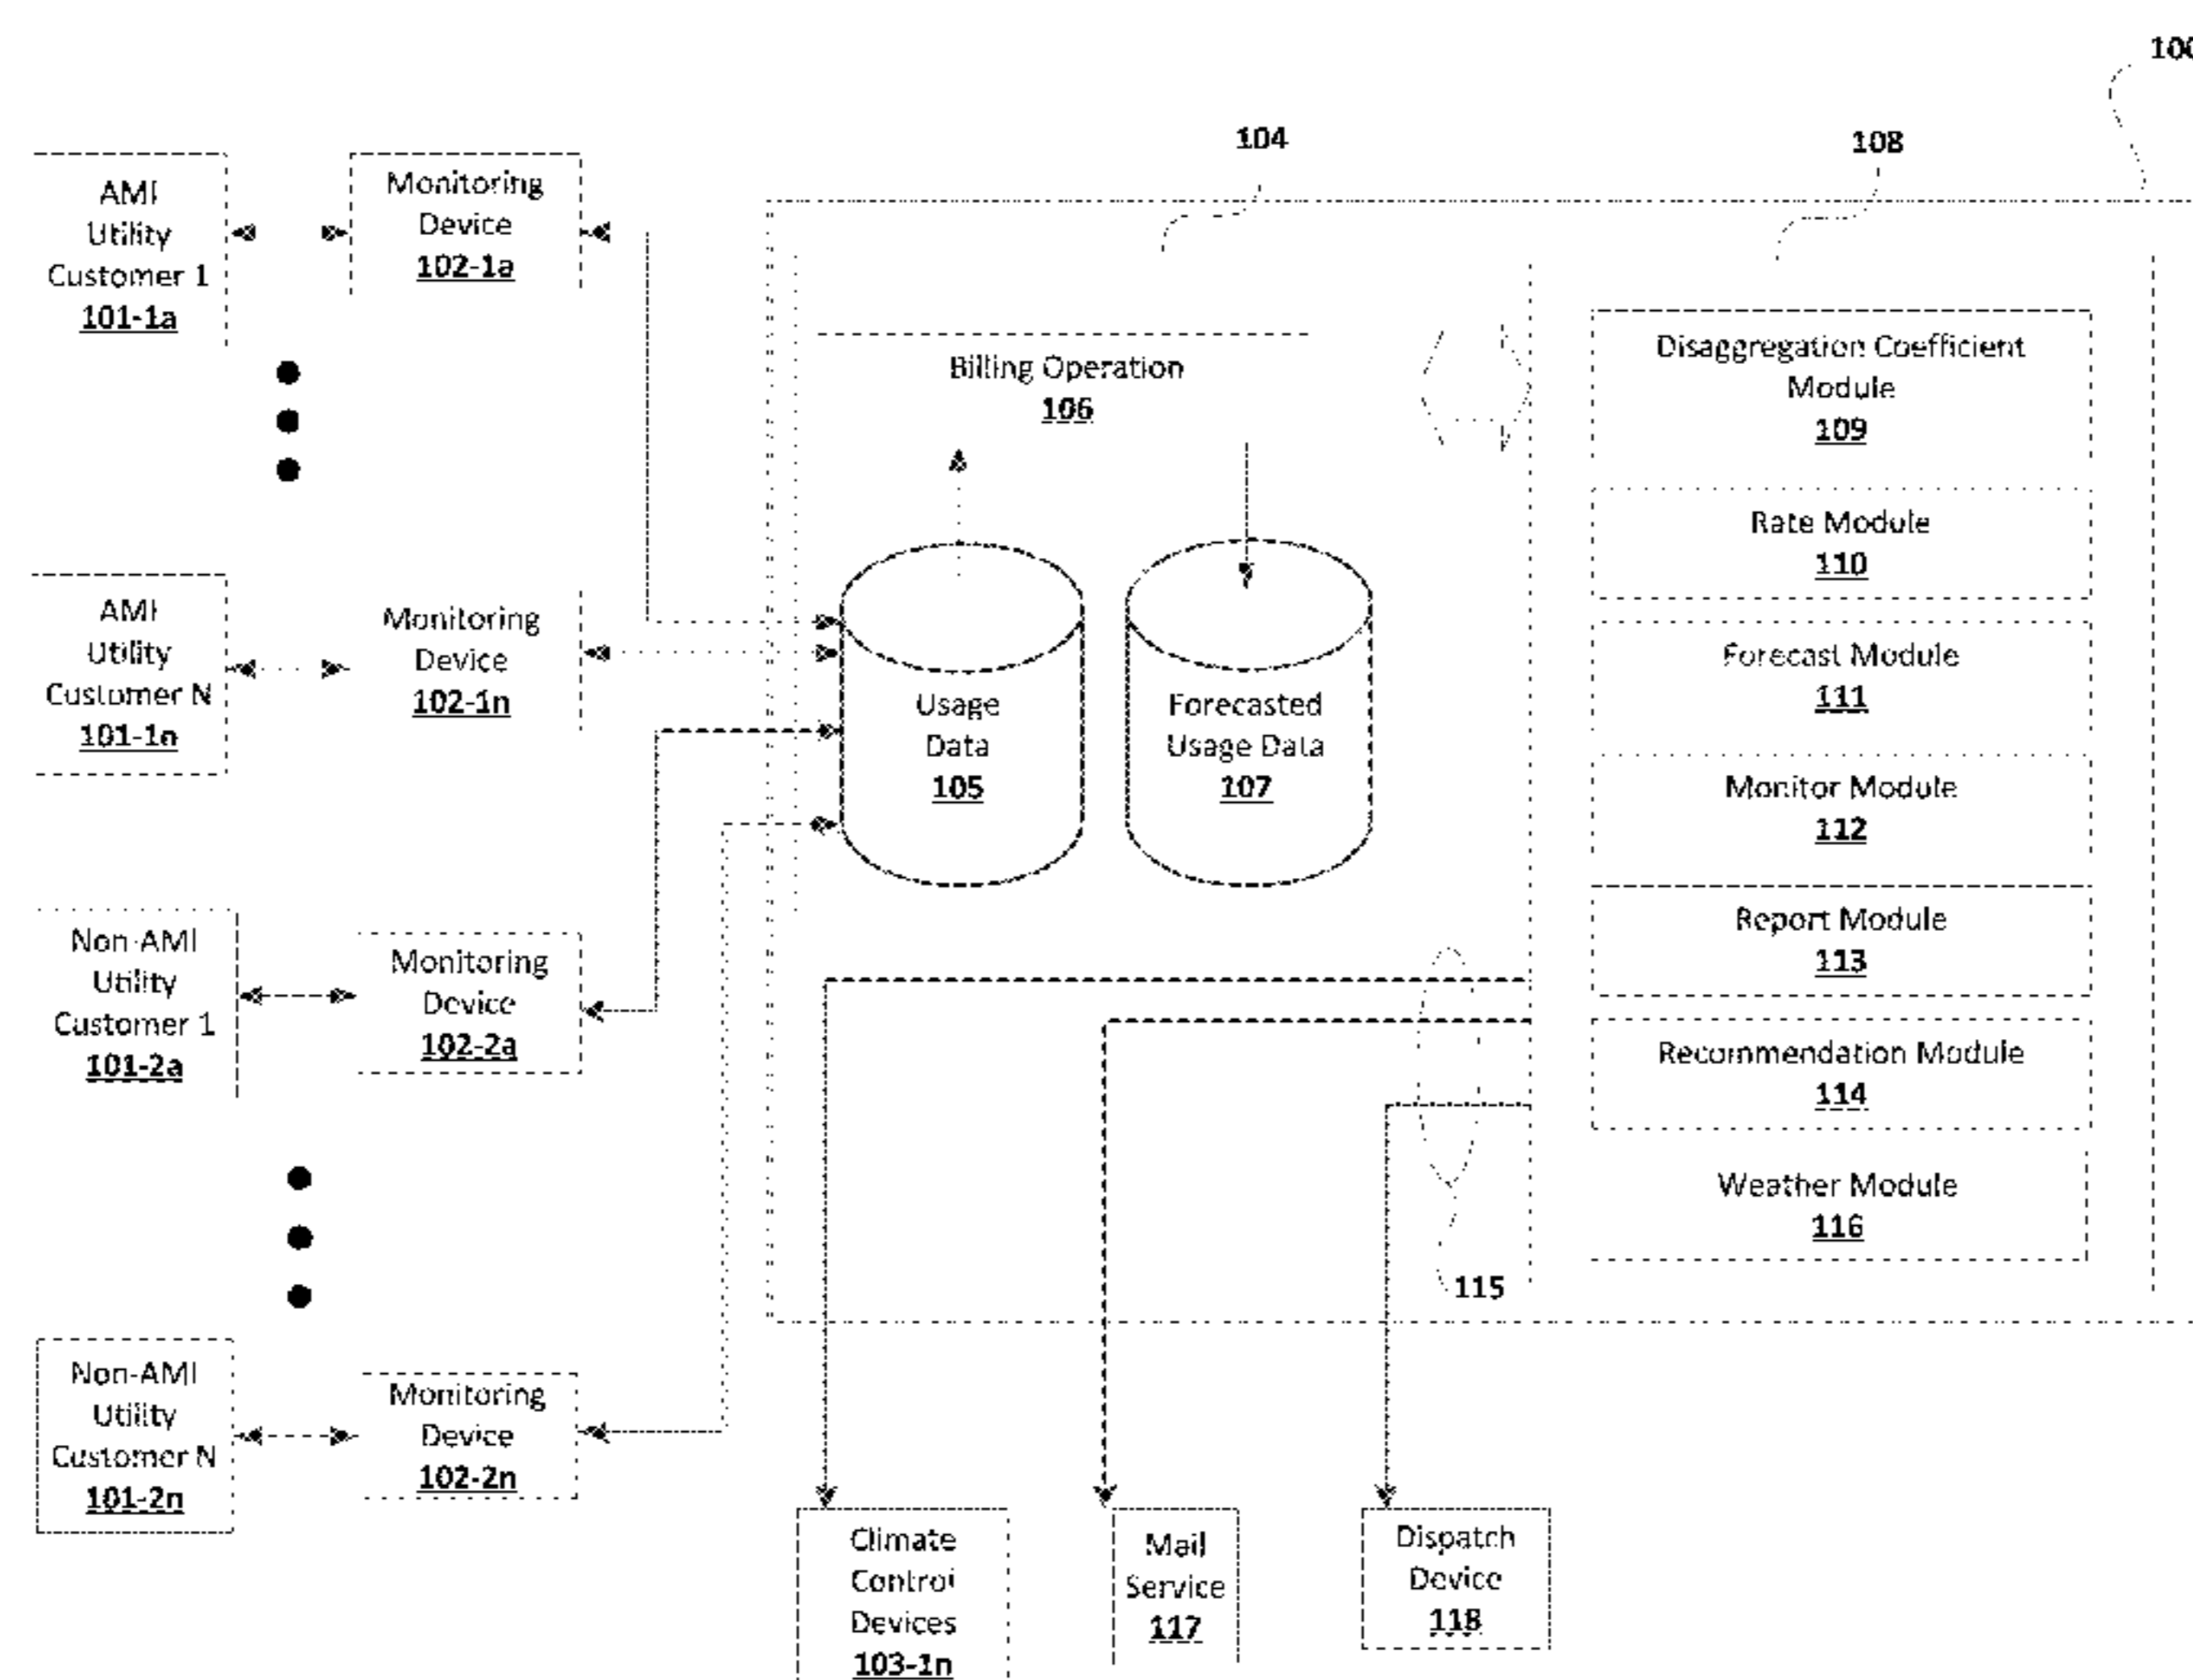 100
104
108
AMI
Utility
Customer 1
101-1a
Monitoring
Device
102-1a
AMI
Utility
Customer N
101-1n
Monitoring
Device
102-1n
Non-AMI
Utility
Customer 1
101-2a
Monitoring
Device
102-2a
Non-AMI
Utility
Customer N
101-2n
Monitoring
Device
102-2n
Billing Operation
106
Usage
Data
105
Forecasted
Usage Data
107
Disaggregation Coefficient
Module
109
Rate Module
110
Forecast Module
111
Monitor Module
112
Report Module
113
Recommendation Module
114
Weather Module
116
115
Climate
Control
Devices
103-1n
Mail
Service
117
Dispatch
Device
118